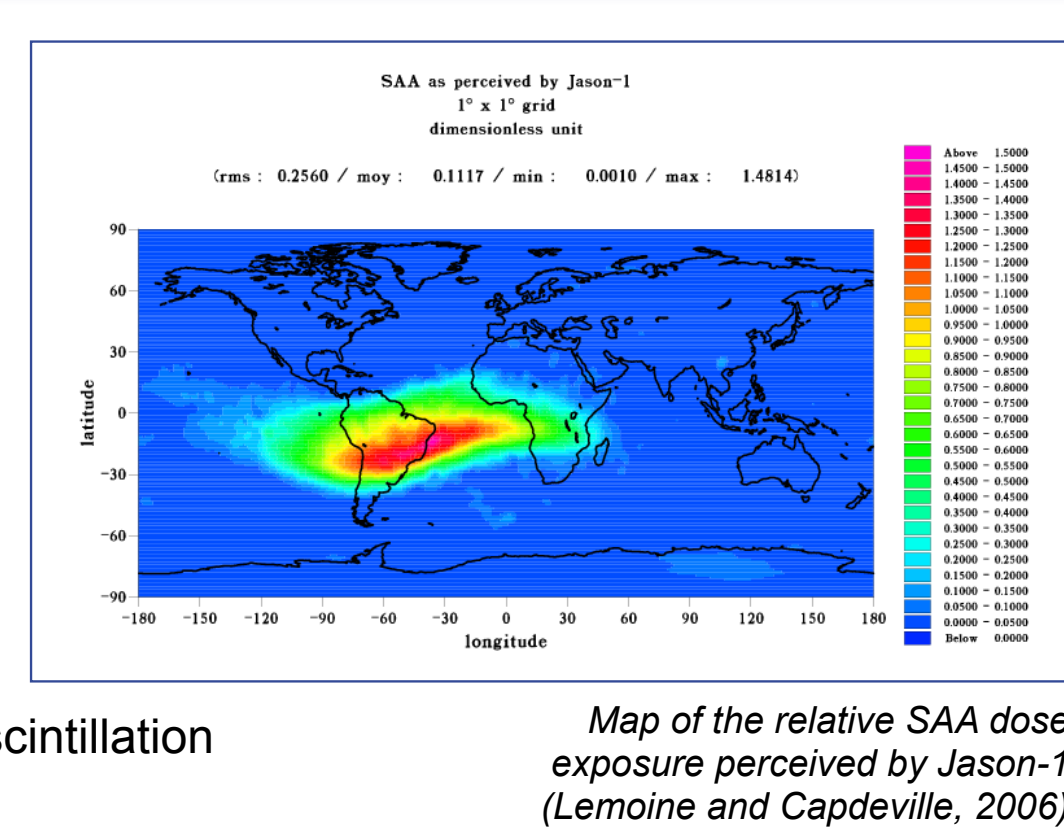 SAA as perceived by Jason-1
1° x 1° grid
dimensionless unit
(rms : 0.2560 / moy : 0.1117 / min : 0.0010 / max : 1.4814)
90
60
30
0
-30
-60
-90
latitude
-180 -150 -120 -90 -60 -30 0 30 60 90 120 150 180
longitude
Above 1.5000
1.4500 - 1.5000
1.4000 - 1.4500
1.3500 - 1.4000
1.3000 - 1.3500
1.2500 - 1.3000
1.2000 - 1.2500
1.1500 - 1.2000
1.1000 - 1.1500
1.0500 - 1.1000
1.0000 - 1.0500
0.9500 - 1.0000
0.9000 - 0.9500
0.8500 - 0.9000
0.8000 - 0.8500
0.7500 - 0.8000
0.7000 - 0.7500
0.6500 - 0.7000
0.6000 - 0.6500
0.5500 - 0.6000
0.5000 - 0.5500
0.4500 - 0.5000
0.4000 - 0.4500
0.3500 - 0.4000
0.3000 - 0.3500
0.2500 - 0.3000
0.2000 - 0.2500
0.1500 - 0.2000
0.1000 - 0.1500
0.0500 - 0.1000
0.0000 - 0.0500
Below 0.0000
cintillation
Map of the relative SAA dose
exposure perceived by Jason-1
(Lemoine and Capdeville, 2006)